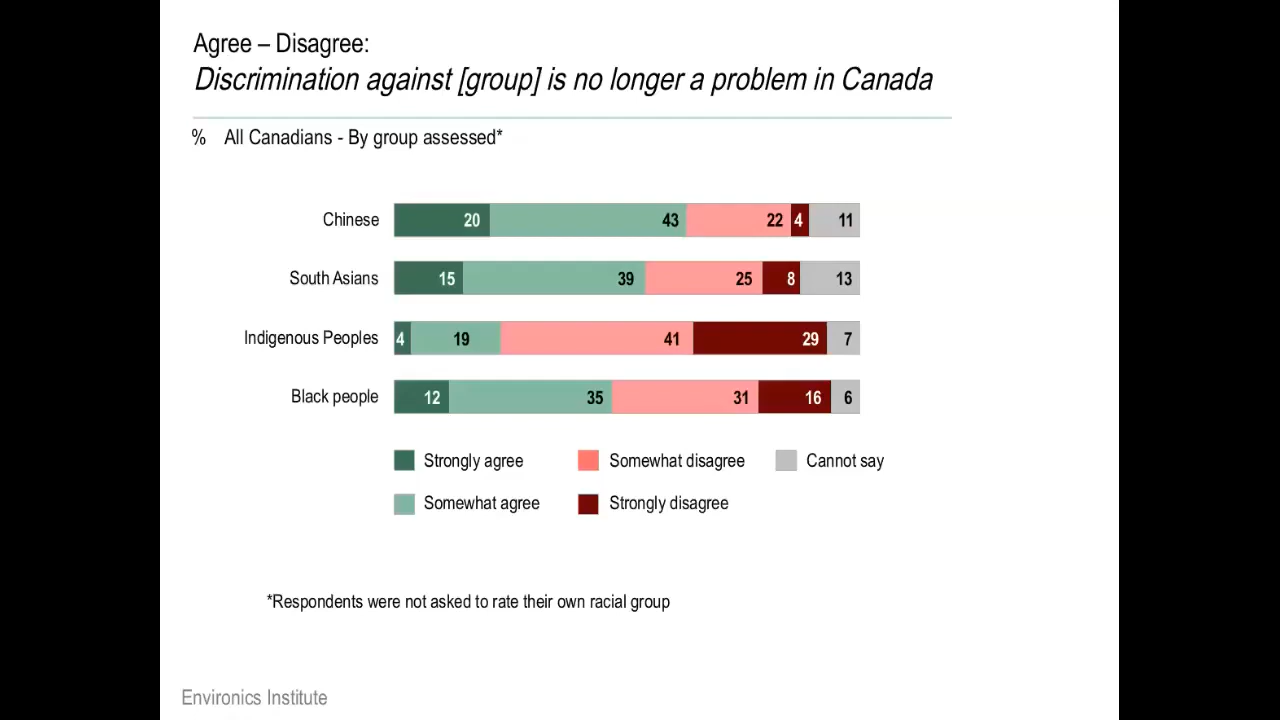 Agree – Disagree:
Discrimination against [group] is no longer a problem in Canada
% All Canadians - By group assessed*
Chinese 20 43 22 4 11
South Asians 15 39 25 8 13
Indigenous Peoples 4 19 41 29 7
Black people 12 35 31 16 6
Strongly agree Somewhat disagree Cannot say
Somewhat agree Strongly disagree
*Respondents were not asked to rate their own racial group
Environics Institute